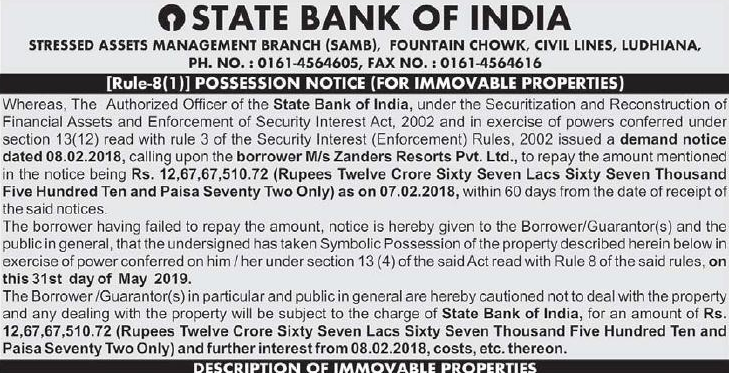 STATE BANK OF INDIA
STRESSED ASSETS MANAGEMENT BRANCH (SAMB), FOUNTAIN CHOWK, CIVIL LINES, LUDHIANA,
PH. NO. : 0161-4564605, FAX NO. : 0161-4564616
[Rule-8(1)] POSSESSION NOTICE (FOR IMMOVABLE PROPERTIES)
Whereas, The Authorized Officer of the State Bank of India, under the Securitization and Reconstruction of
Financial Assets and Enforcement of Security Interest Act, 2002 and in exercise of powers conferred under
section 13(12) read with rule 3 of the Security Interest (Enforcement) Rules, 2002 issued a demand notice
dated 08.02.2018, calling upon the borrower M/s Zanders Resorts Pvt. Ltd., to repay the amount mentioned
in the notice being Rs. 12,67,67,510.72 (Rupees Twelve Crore Sixty Seven Lacs Sixty Seven Thousand
Five Hundred Ten and Paisa Seventy Two Only) as on 07.02.2018, within 60 days from the date of receipt of
the said notices.
The borrower having failed to repay the amount, notice is hereby given to the Borrower/Guarantor(s) and the
public in general, that the undersigned has taken Symbolic Possession of the property described herein below in
exercise of power conferred on him / her under section 13 (4) of the said Act read with Rule 8 of the said rules, on
this 31st day of May 2019.
The Borrower /Guarantor(s) in particular and public in general are hereby cautioned not to deal with the property
and any dealing with the property will be subject to the charge of State Bank of India, for an amount of Rs.
12,67,67,510.72 (Rupees Twelve Crore Sixty Seven Lacs Sixty Seven Thousand Five Hundred Ten and
Paisa Seventy Two Only) and further interest from 08.02.2018, costs, etc. thereon.
DESCRIPTION OF IMMOVABLE PROPERTIES